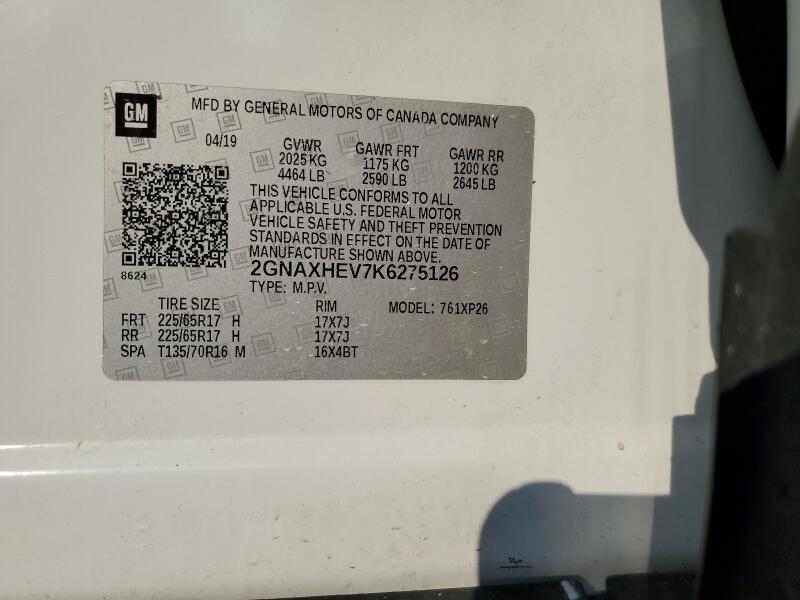 GM
MFD BY GENERAL MOTORS OF CANADA COMPANY
04/19 GVWR GAWR FRT GAWR RR
2025 KG 1175 KG 1200 KG
4464 LB 2590 LB 2645 LB
THIS VEHICLE CONFORMS TO ALL
APPLICABLE U.S. FEDERAL MOTOR
VEHICLE SAFETY AND THEFT PREVENTION
STANDARDS IN EFFECT ON THE DATE OF
MANUFACTURE SHOWN ABOVE.
8624
2GNAXHEV7K6275126
TYPE: M.P.V.
TIRE SIZE RIM MODEL: 761XP26
FRT 225/65R17 H 17X7J
RR 225/65R17 H 17X7J
SPA T135/70R16 M 16X4BT